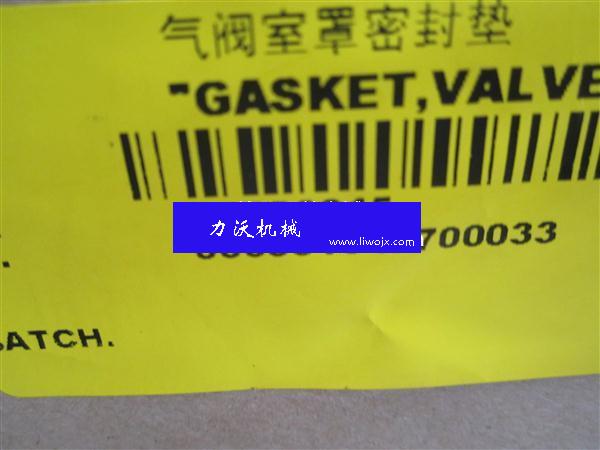 气阀室罩密封垫
"GASKET,VALVE
力沃机械
www.liwojx.com
700033
BATCH.